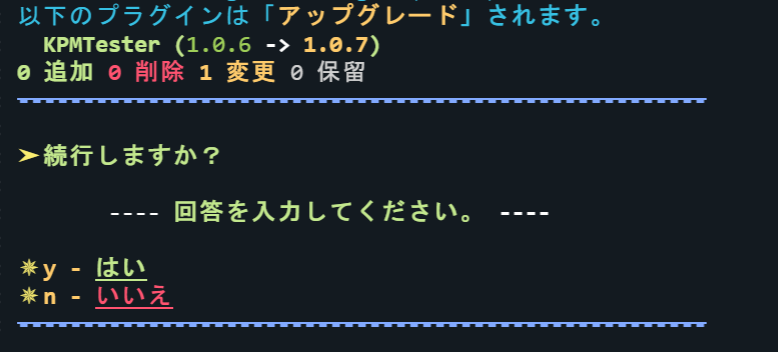 以下のプラグインは「アップグレード」されます。
KPMTester (1.0.6 -> 1.0.7)
0 追加 0 削除 1 変更 0 保留
➤続行しますか？
---- 回答を入力してください。 ----
✵y - はい
✵n - いいえ